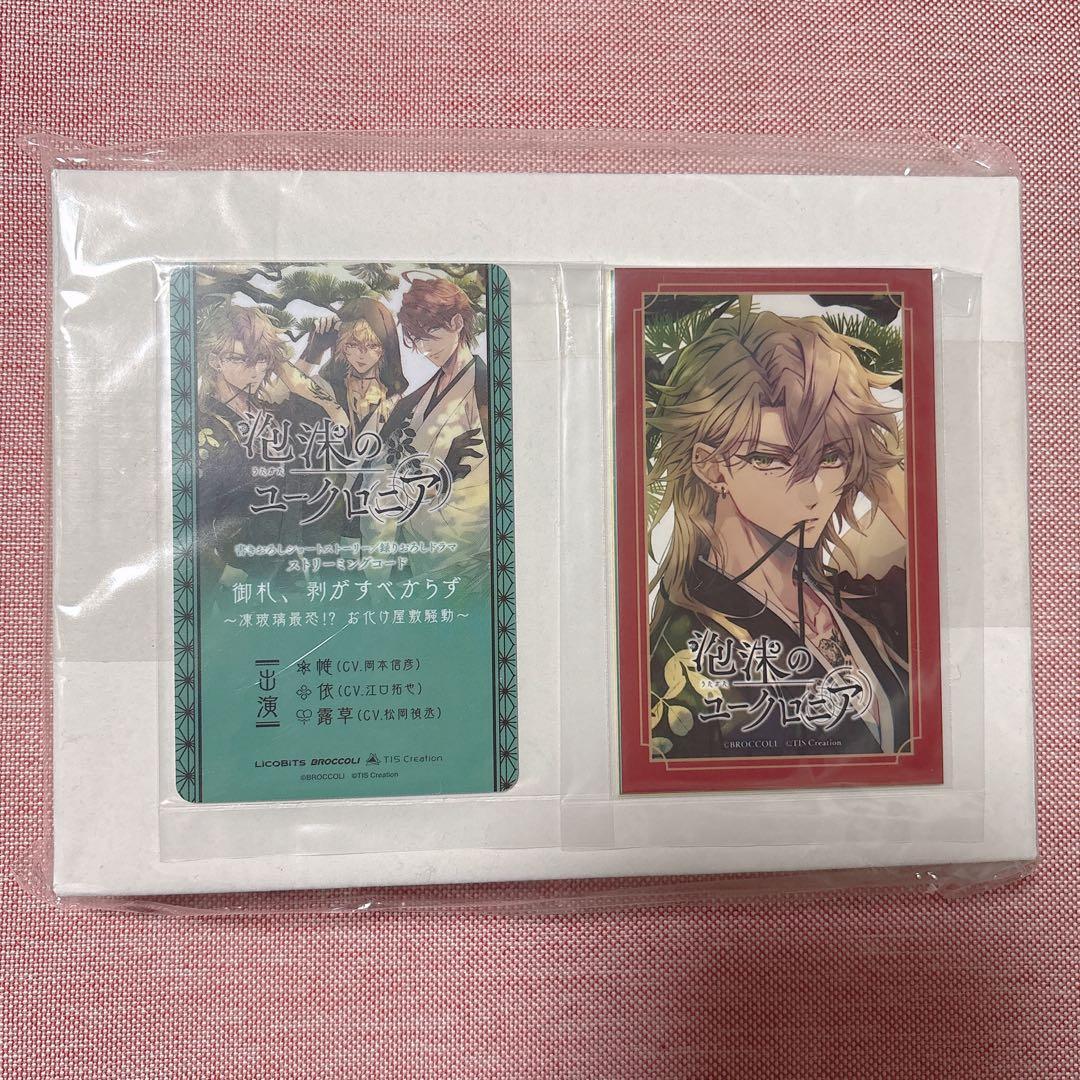 泡沫の
うたかた
ユークロニア
書きおろしショートストーリー/録りおろしドラマ
ストリーミングコード
御札、剥がすべからず
～凍玻璃最恐!? お化け屋敷騒動～
出演
帷(CV.岡本信彦)
依(CV.江口拓也)
露草(CV.松岡禎丞)
LicoBiTs BROCCOLI TIS Creation
©BROCCOLI ©TIS Creation
泡沫の
うたかた
ユークロニア
©BROCCOLI ©TIS Creation